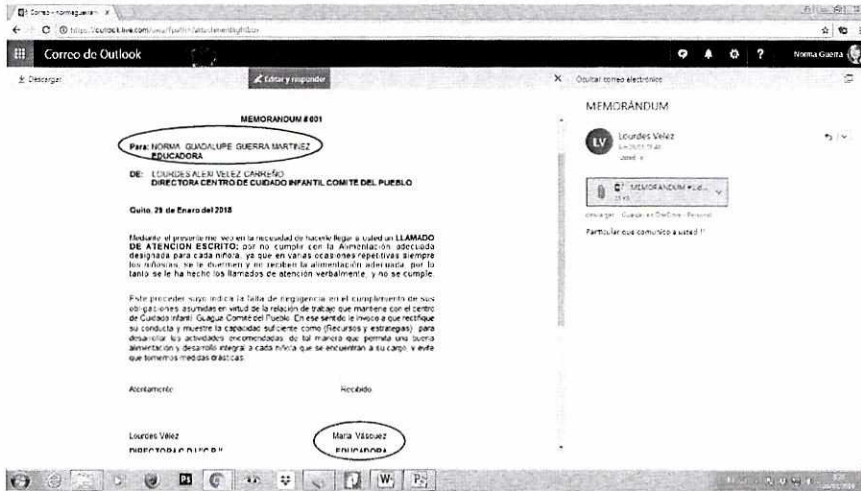 Correo de Outlook
Norma Guerra
Descargar
Editar y responder
Ocultar correo electrónico
MEMORANDUM # 001
Para: NORMA GUADALUPE GUERRA MARTINEZ
EDUCADORA
DE: LOURDES ALEXI VELEZ CARREÑO
DIRECTORA CENTRO DE CUIDADO INFANTIL COMITÉ DEL PUEBLO
Quito, 29 de Enero del 2018
Mediante el presente me veo en la necesidad de hacerle llegar a usted un LLAMADO
DE ATENCION ESCRITO: por no cumplir con la Alimentación adecuada
designada para cada niño/a, ya que en varias ocasiones repetitivas siempre
los niños/as, se le duermen y no reciben la alimentación adecuada, por lo
tanto se le ha hecho los llamados de atención verbalmente, y no se cumple.
Este proceder suyo indica la falta de negligencia en el cumplimiento de sus
obligaciones asumidas en virtud de la relación de trabajo que mantiene con el centro
de Cuidado Infantil Guagua Comité del Pueblo. En ese sentido le invoco a que rectifique
su conducta y muestre la capacidad suficiente como (Recursos y estrategias) para
desarrollar las actividades encomendadas, de tal manera que permita una buena
alimentación y desarrollo integral a cada niño/a que se encuentran a su cargo, y evite
que tomemos medidas drásticas.
Atentamente
Recibido
Lourdes Vélez
María Vásquez
EDUCADORA
MEMORÁNDUM
LV
Lourdes Velez
MEMORANDUM
Particular que comunico a usted !!